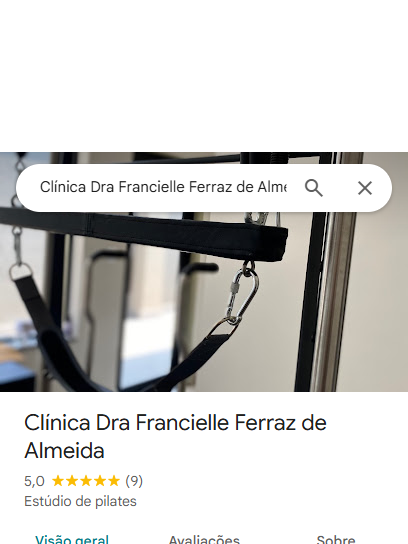 Clínica Dra Francielle Ferraz de Alme
Clínica Dra Francielle Ferraz de
Almeida
5,0 (9)
Estúdio de pilates
Visão geral Avaliações Sobre